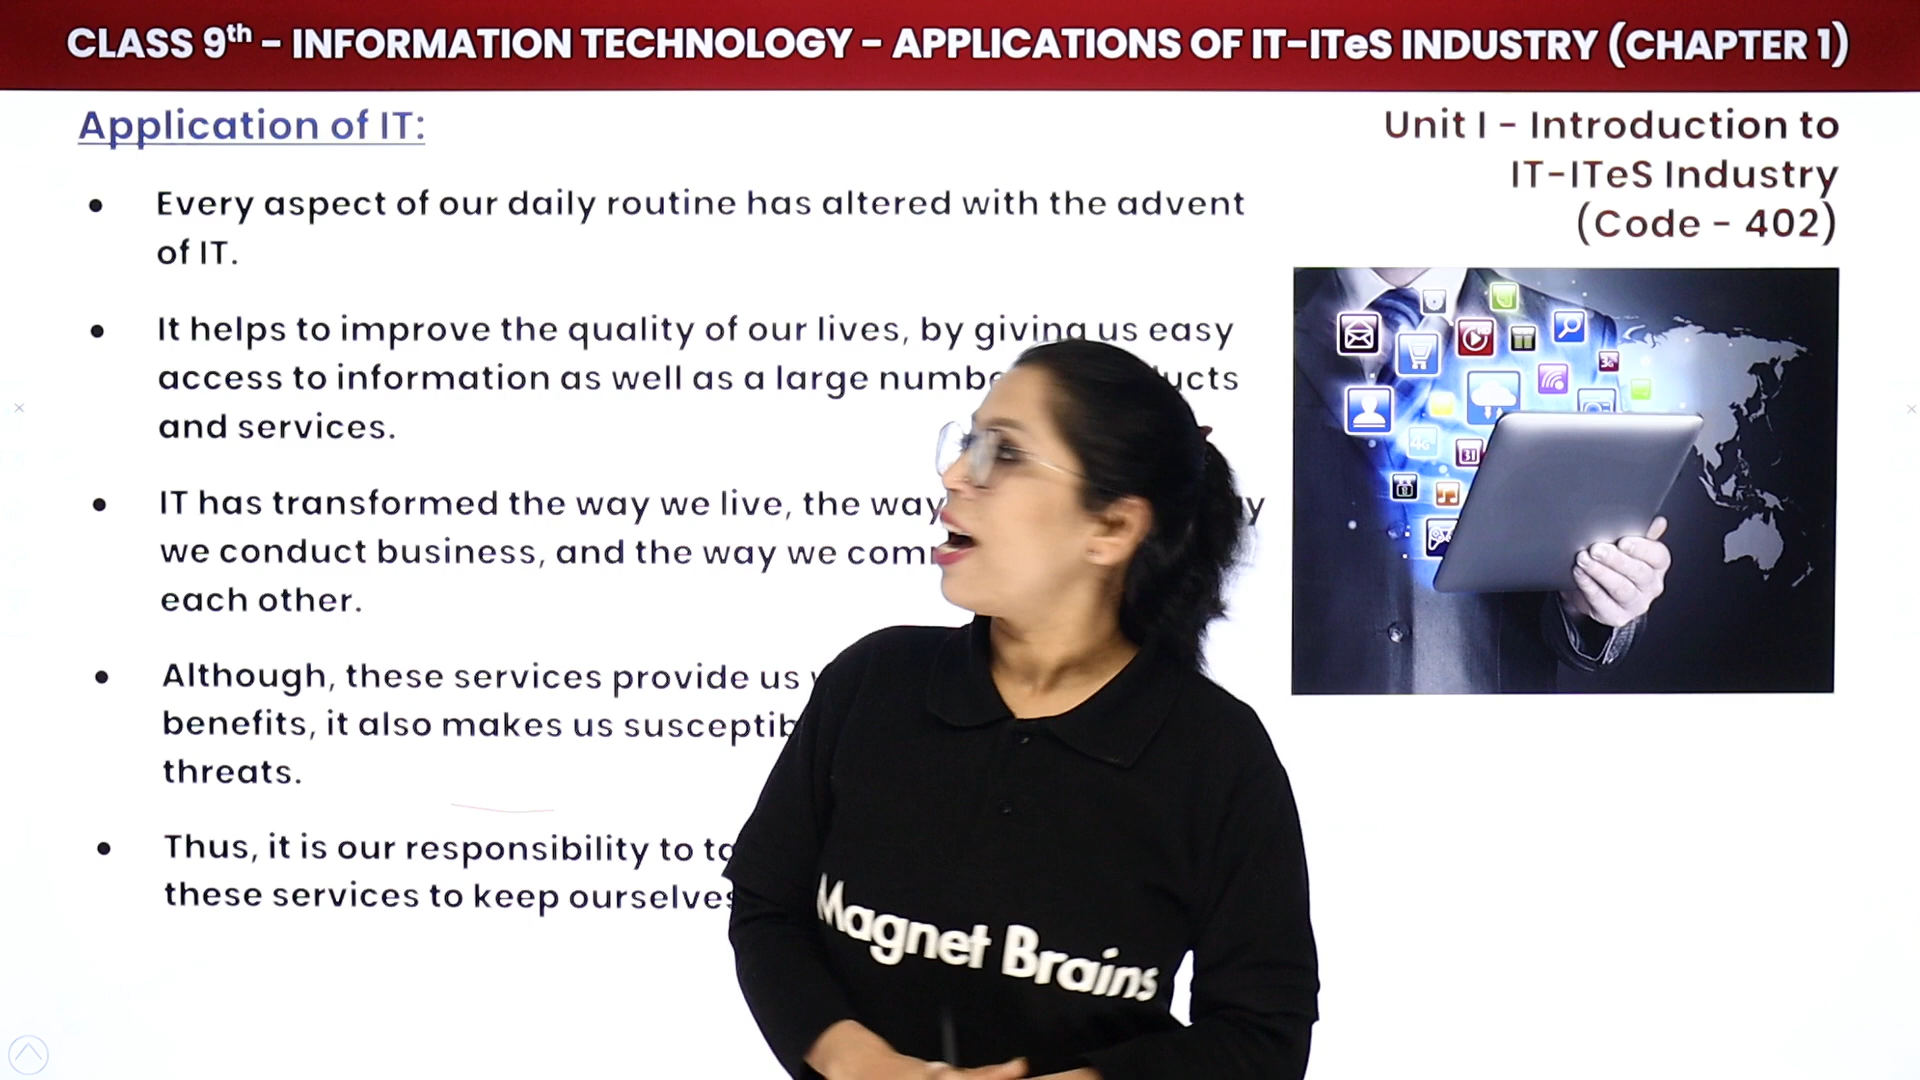 CLASS 9th – INFORMATION TECHNOLOGY – APPLICATIONS OF IT-ITeS INDUSTRY (CHAPTER 1)
Application of IT:
Unit I - Introduction to
IT-ITeS Industry
(Code - 402)
• Every aspect of our daily routine has altered with the advent
of IT.
• It helps to improve the quality of our lives, by giving us easy
access to information as well as a large
and services.
• IT has transformed the way we live, the way
we conduct business, and the way we
each other.
• Although, these services provide us
benefits, it also makes us
threats.
• Thus, it is our responsibility to
these services to keep
Magnet Brains
31
4G
3G